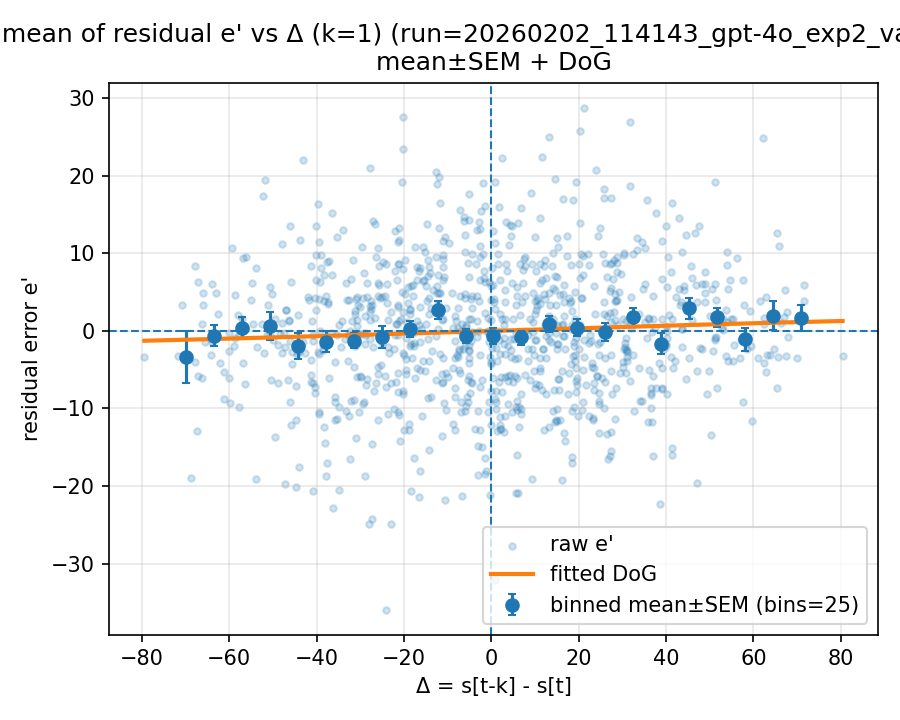 mean of residual e' vs Δ (k=1) (run=20260202_114143_gpt-4o_exp2_va
mean±SEM + DoG
30
20
10
0
−10
−20
−30
residual error e'
raw e'
fitted DoG
binned mean±SEM (bins=25)
−80
−60
−40
−20
0
20
40
60
80
Δ = s[t-k] - s[t]